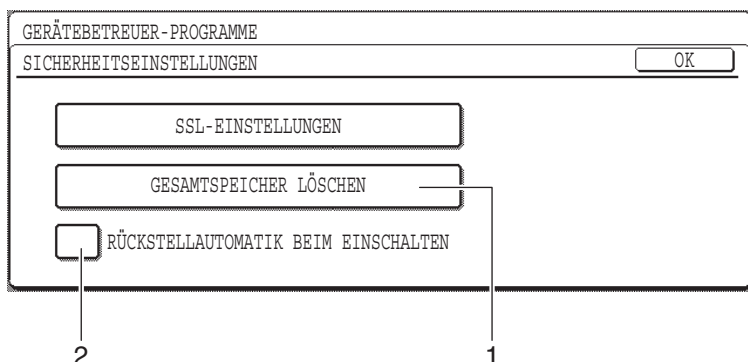 GERÄTEBETREUER-PROGRAMME
SICHERHEITSEINSTELLUNGEN OK
SSL-EINSTELLUNGEN
GESAMTSPEICHER LÖSCHEN
RÜCKSTELLAUTOMATIK BEIM EINSCHALTEN
2 1